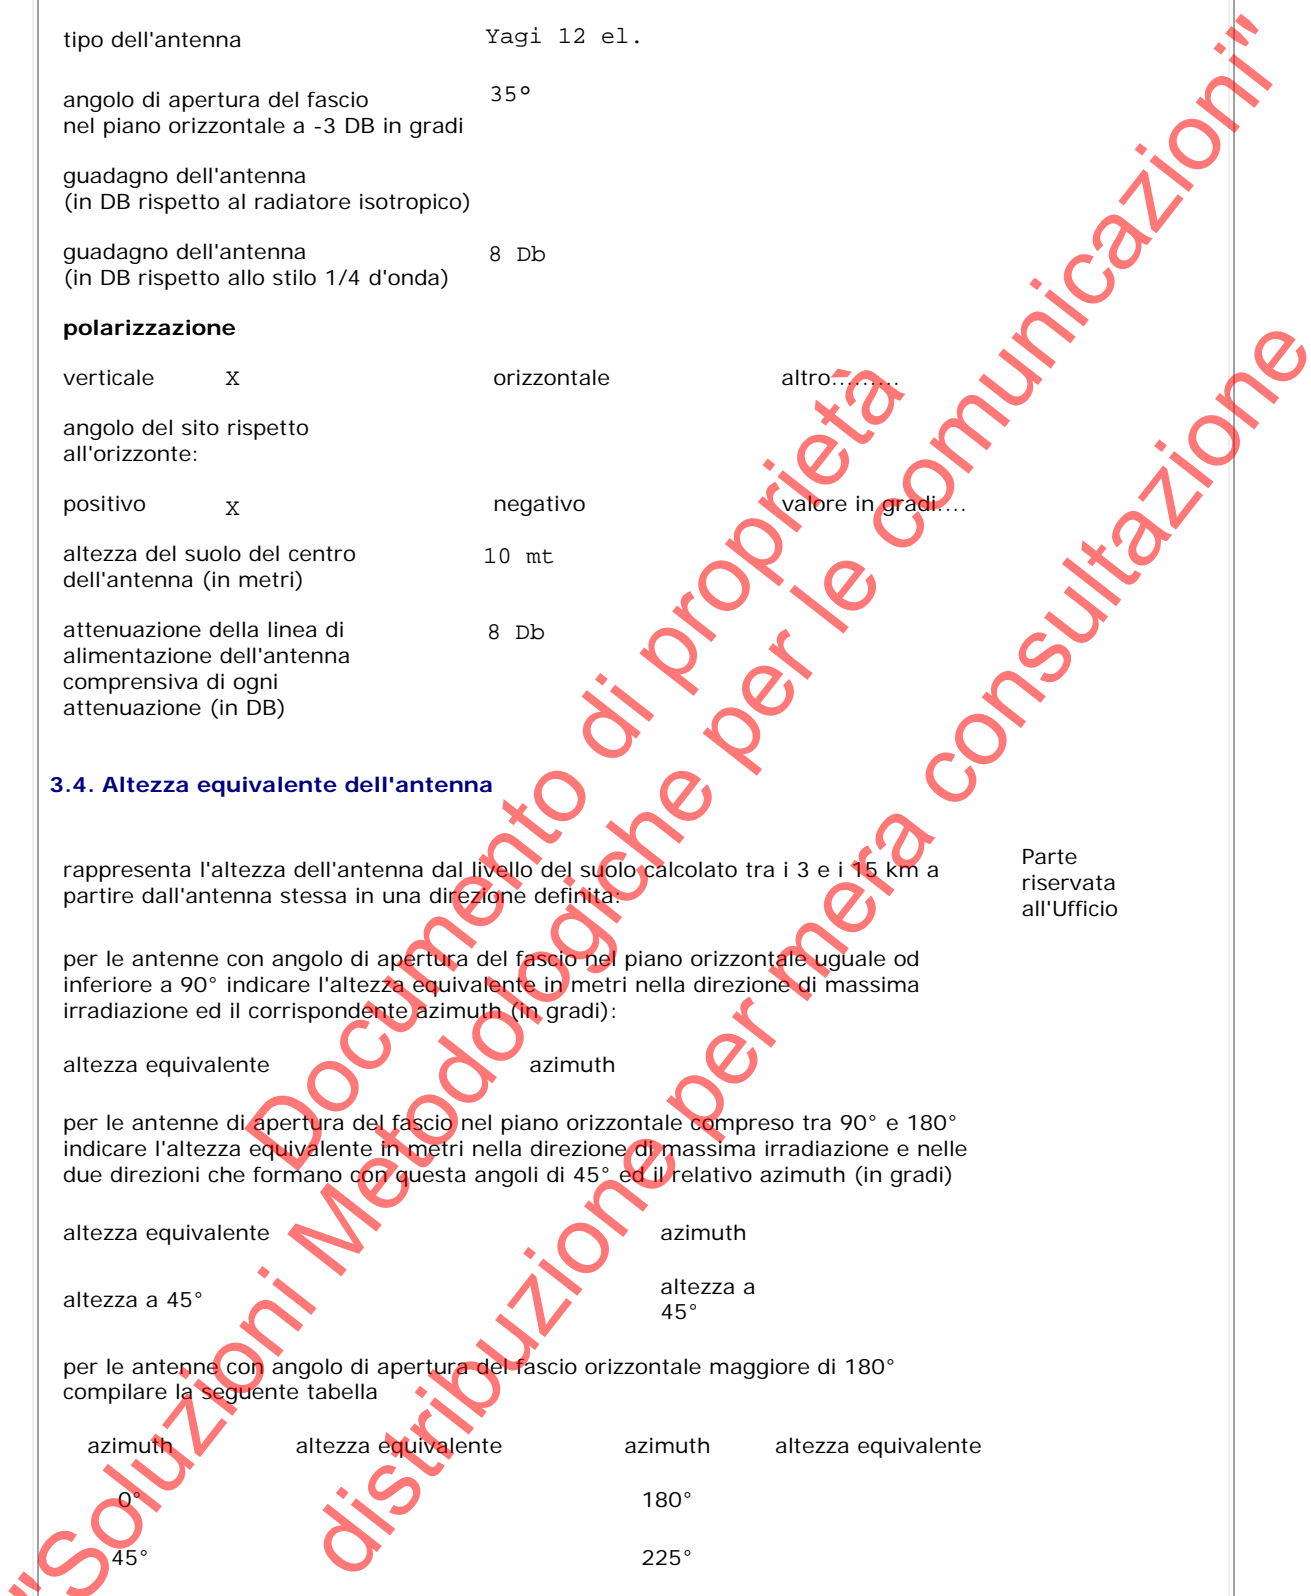 tipo dell'antenna Yagi 12 el.
angolo di apertura del fascio 35°
nel piano orizzontale a -3 DB in gradi
guadagno dell'antenna
(in DB rispetto al radiatore isotropico)
guadagno dell'antenna 8 Db
(in DB rispetto allo stilo 1/4 d'onda)
polarizzazione
verticale X orizzontale altro.........
angolo del sito rispetto
all'orizzonte:
positivo X negativo valore in gradi....
altezza del suolo del centro 10 mt
dell'antenna (in metri)
attenuazione della linea di 8 Db
alimentazione dell'antenna
comprensiva di ogni
attenuazione (in DB)
3.4. Altezza equivalente dell'antenna
rappresenta l'altezza dell'antenna dal livello del suolo calcolato tra i 3 e i 15 km a
partire dall'antenna stessa in una direzione definita:
Parte
riservata
all'Ufficio
per le antenne con angolo di apertura del fascio nel piano orizzontale uguale od
inferiore a 90° indicare l'altezza equivalente in metri nella direzione di massima
irradiazione ed il corrispondente azimuth (in gradi):
altezza equivalente azimuth
per le antenne di apertura del fascio nel piano orizzontale compreso tra 90° e 180°
indicare l'altezza equivalente in metri nella direzione di massima irradiazione e nelle
due direzioni che formano con questa angoli di 45° ed il relativo azimuth (in gradi)
altezza equivalente azimuth
altezza a 45° altezza a
45°
per le antenne con angolo di apertura del fascio orizzontale maggiore di 180°
compilare la seguente tabella
azimuth altezza equivalente azimuth altezza equivalente
0° 180°
45° 225°
Documento di proprietà
"Soluzioni Metodologiche per le comunicazioni"
distribuzione per mera consultazione